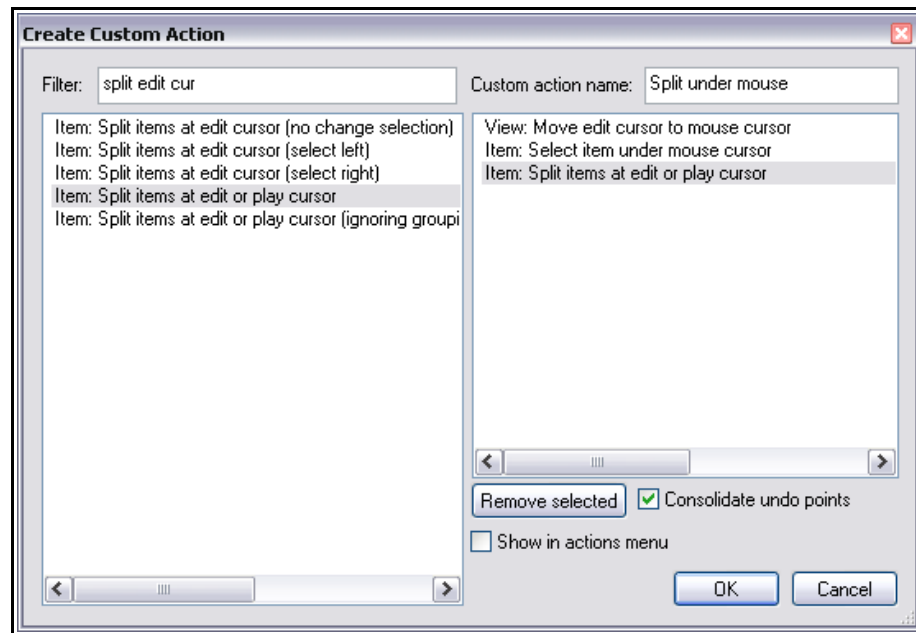 Create Custom Action
Filter: split edit cur
Custom action name: Split under mouse
Item: Split items at edit cursor (no change selection)
Item: Split items at edit cursor (select left)
Item: Split items at edit cursor (select right)
Item: Split items at edit or play cursor
Item: Split items at edit or play cursor (ignoring groupi
View: Move edit cursor to mouse cursor
Item: Select item under mouse cursor
Item: Split items at edit or play cursor
Remove selected
Consolidate undo points
Show in actions menu
OK
Cancel